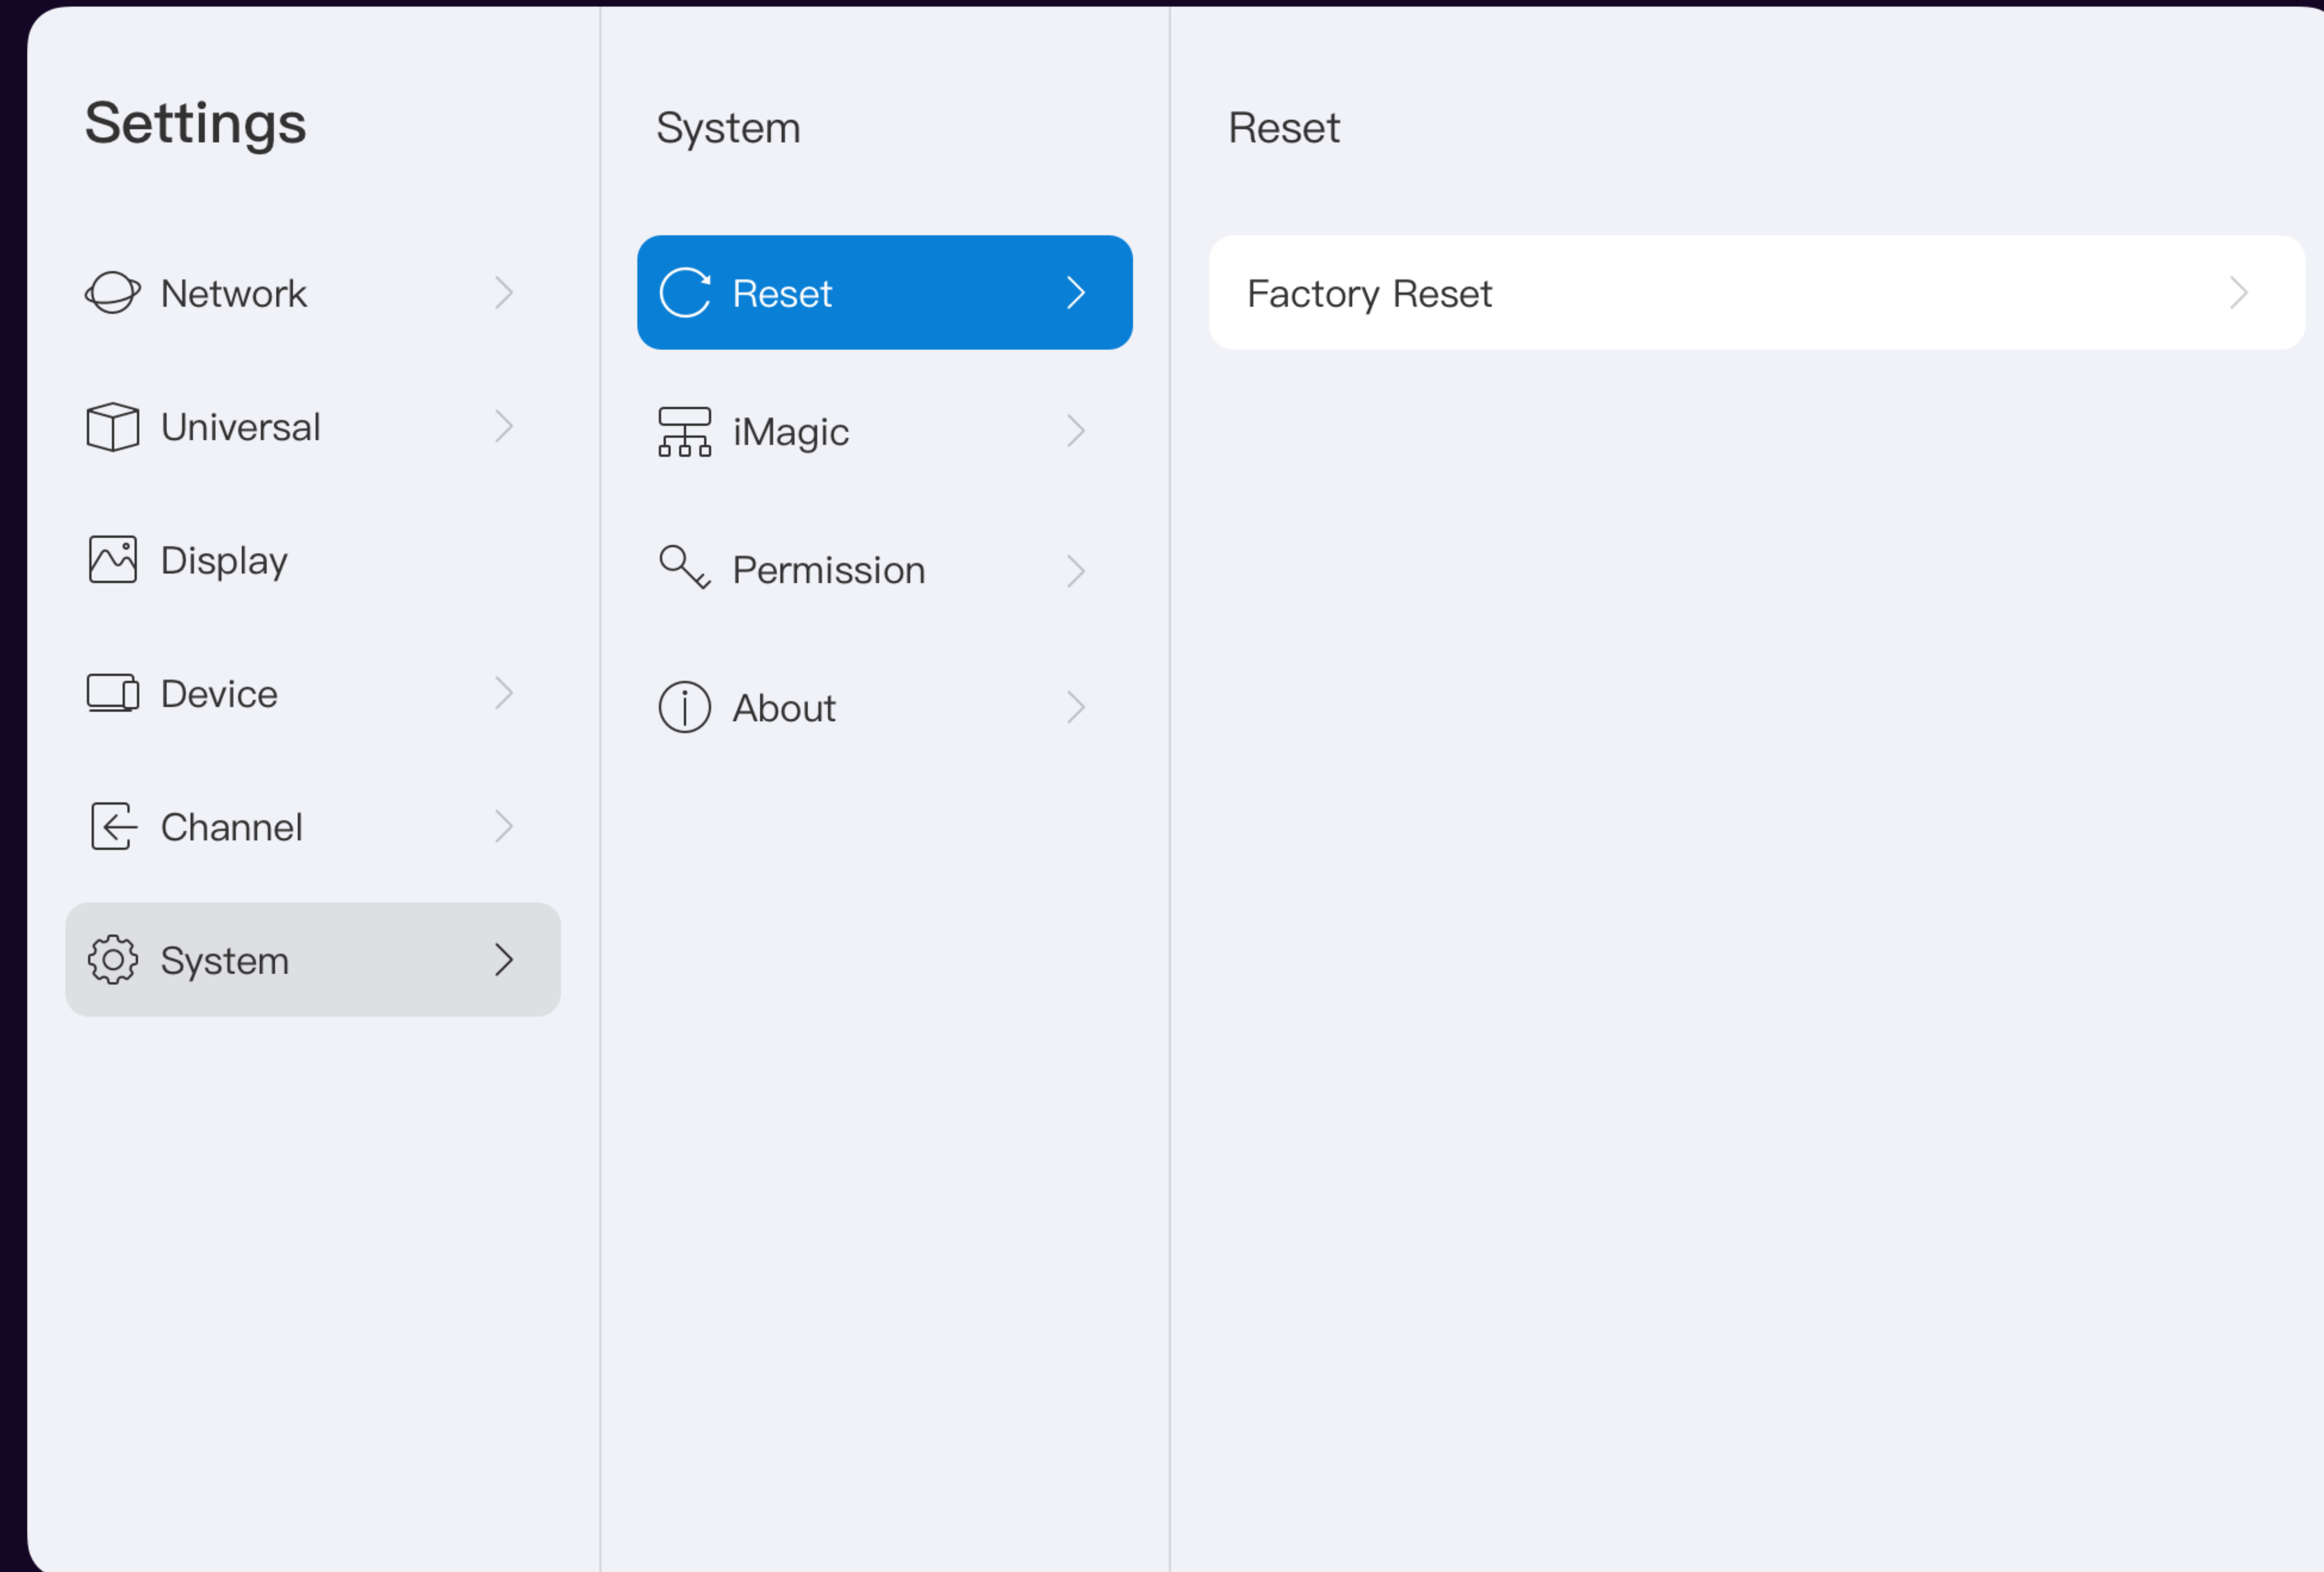 Settings
Network
Universal
Display
Device
Channel
System
System
Reset
iMagic
Permission
About
Reset
Factory Reset